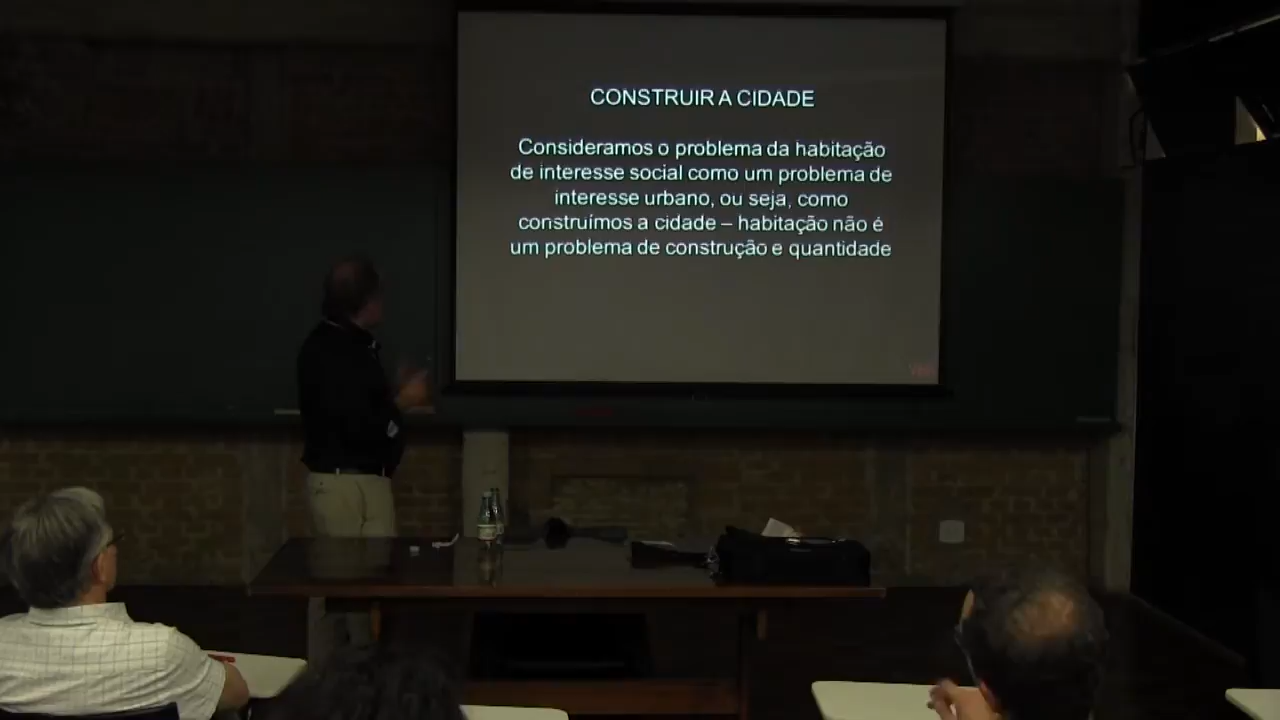 CONSTRUIR A CIDADE
Consideramos o problema da habitação
de interesse social como um problema de
interesse urbano, ou seja, como
construímos a cidade – habitação não é
um problema de construção e quantidade